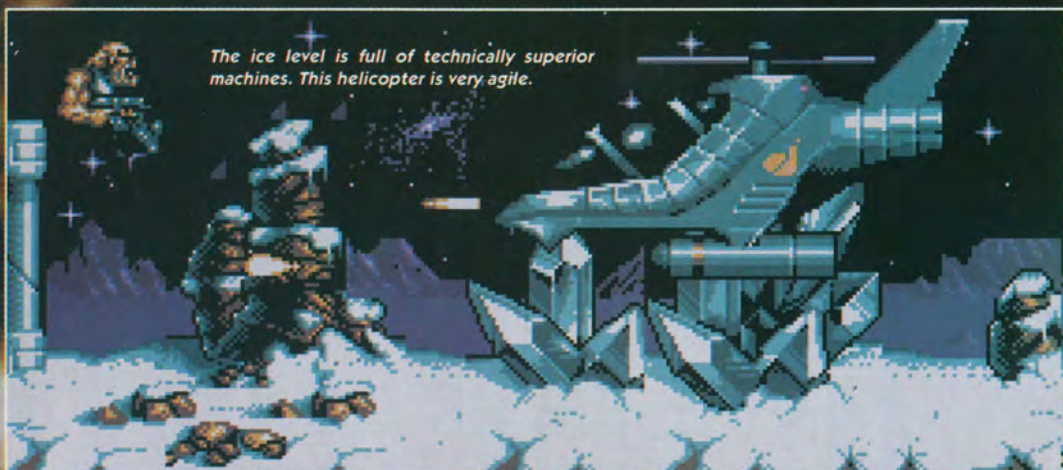 The ice level is full of technically superior
machines. This helicopter is very agile.